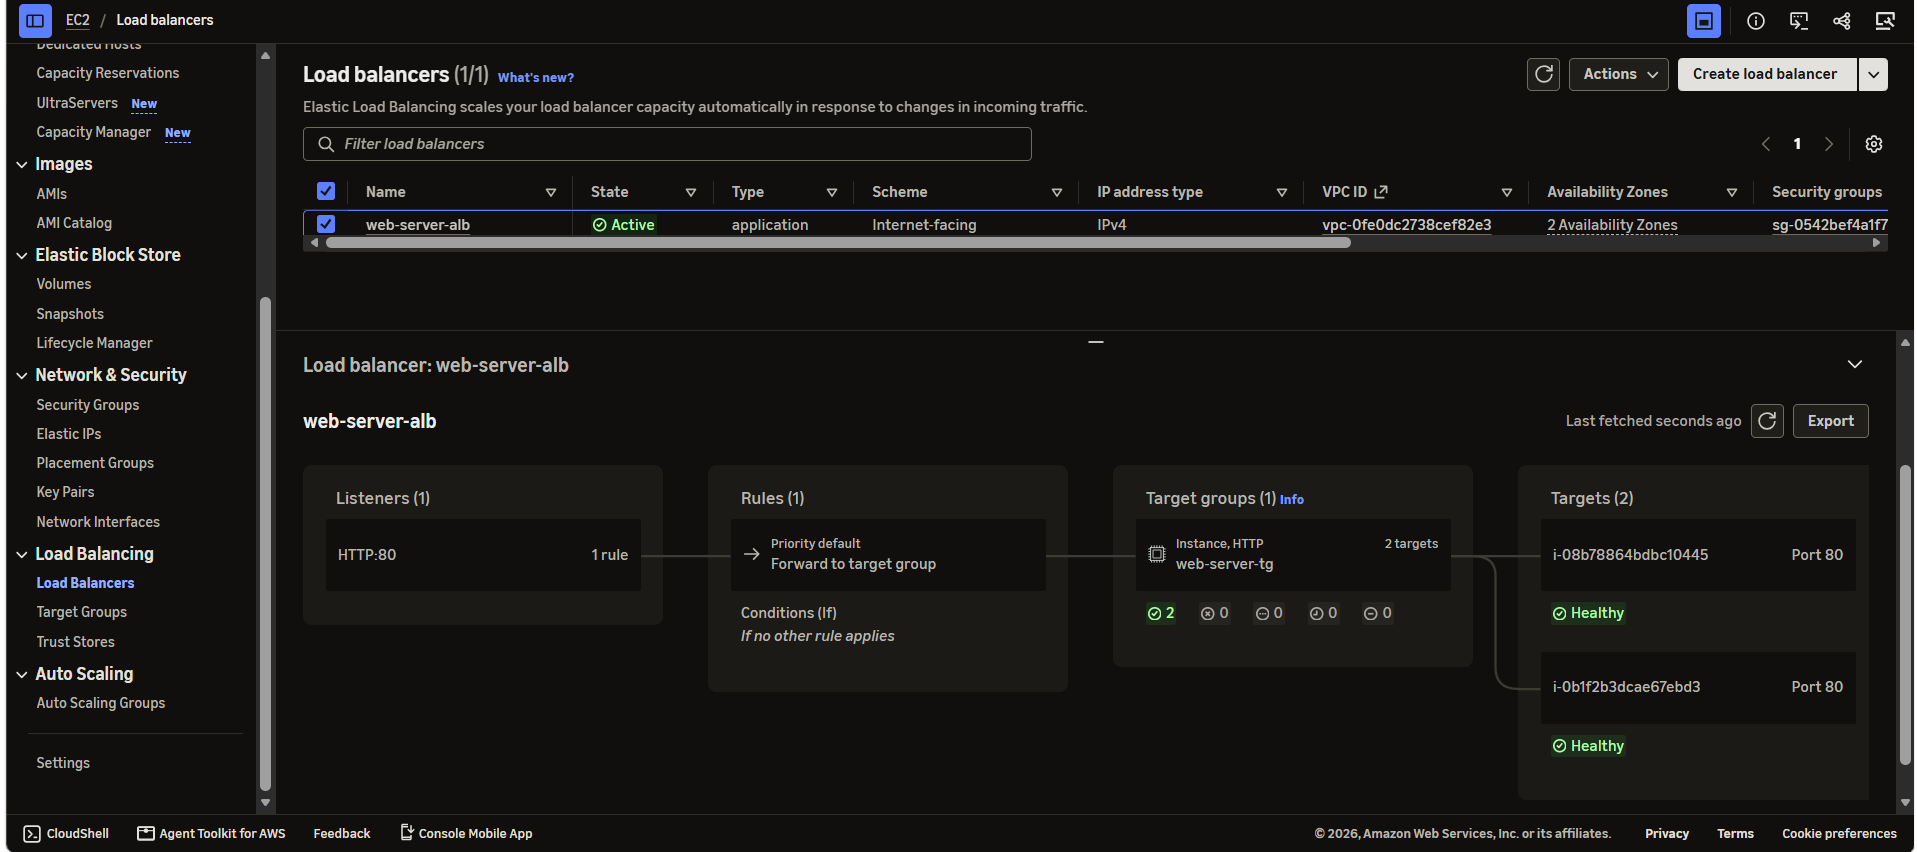 EC2 / Load balancers
Dedicated Hosts
Capacity Reservations
UltraServers New
Capacity Manager New
Images
AMIs
AMI Catalog
Elastic Block Store
Volumes
Snapshots
Lifecycle Manager
Network & Security
Security Groups
Elastic IPs
Placement Groups
Key Pairs
Network Interfaces
Load Balancing
Load Balancers
Target Groups
Trust Stores
Auto Scaling
Auto Scaling Groups
Settings
Load balancers (1/1) What's new?
Actions
Create load balancer
Elastic Load Balancing scales your load balancer capacity automatically in response to changes in incoming traffic.
Filter load balancers
1
Name State Type Scheme IP address type VPC ID Availability Zones Security groups
web-server-alb Active application Internet-facing IPv4 vpc-0fe0dc2738cef82e3 2 Availability Zones sg-0542bef4a1f7
Load balancer: web-server-alb
web-server-alb
Last fetched seconds ago
Export
Listeners (1)
HTTP:80 1 rule
Rules (1)
Priority default
Forward to target group
Conditions (If)
If no other rule applies
Target groups (1) Info
Instance, HTTP 2 targets
web-server-tg
2 0 0 0 0
Targets (2)
i-08b78864bdbc10445 Port 80
Healthy
i-0b1f2b3dcae67ebd3 Port 80
Healthy
CloudShell Agent Toolkit for AWS Feedback Console Mobile App © 2026, Amazon Web Services, Inc. or its affiliates. Privacy Terms Cookie preferences